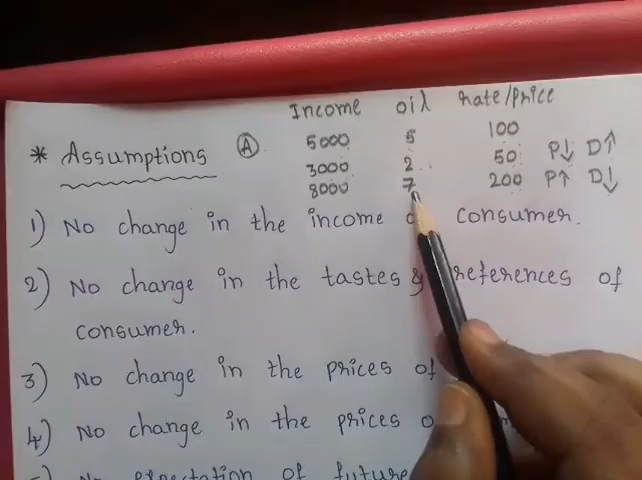 Income oil rate/price
* Assumptions Ⓐ 5000 5 100
3000 2 50 P↓ D↑
8000 7 200 P↑ D↓
1) No change in the income consumer.
2) No change in the tastes & references of
consumer.
3) No change in the prices of
4) No change in the prices
of future